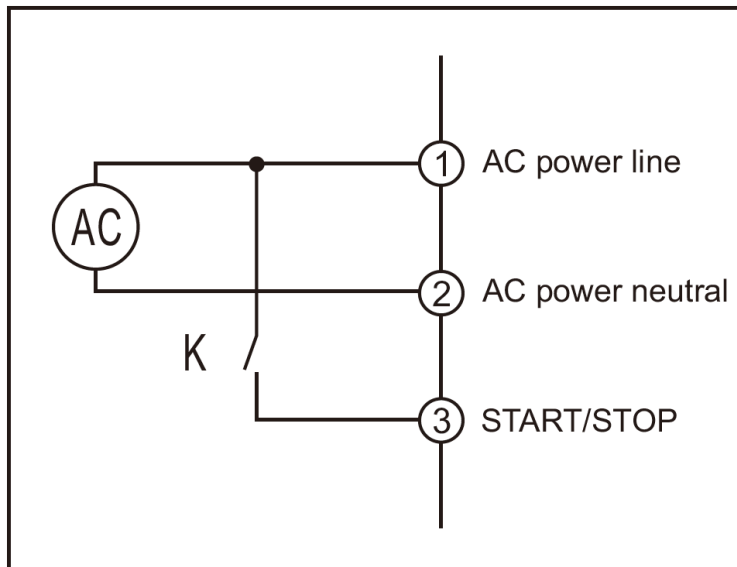 1 AC power line
AC
2 AC power neutral
K
3 START/STOP